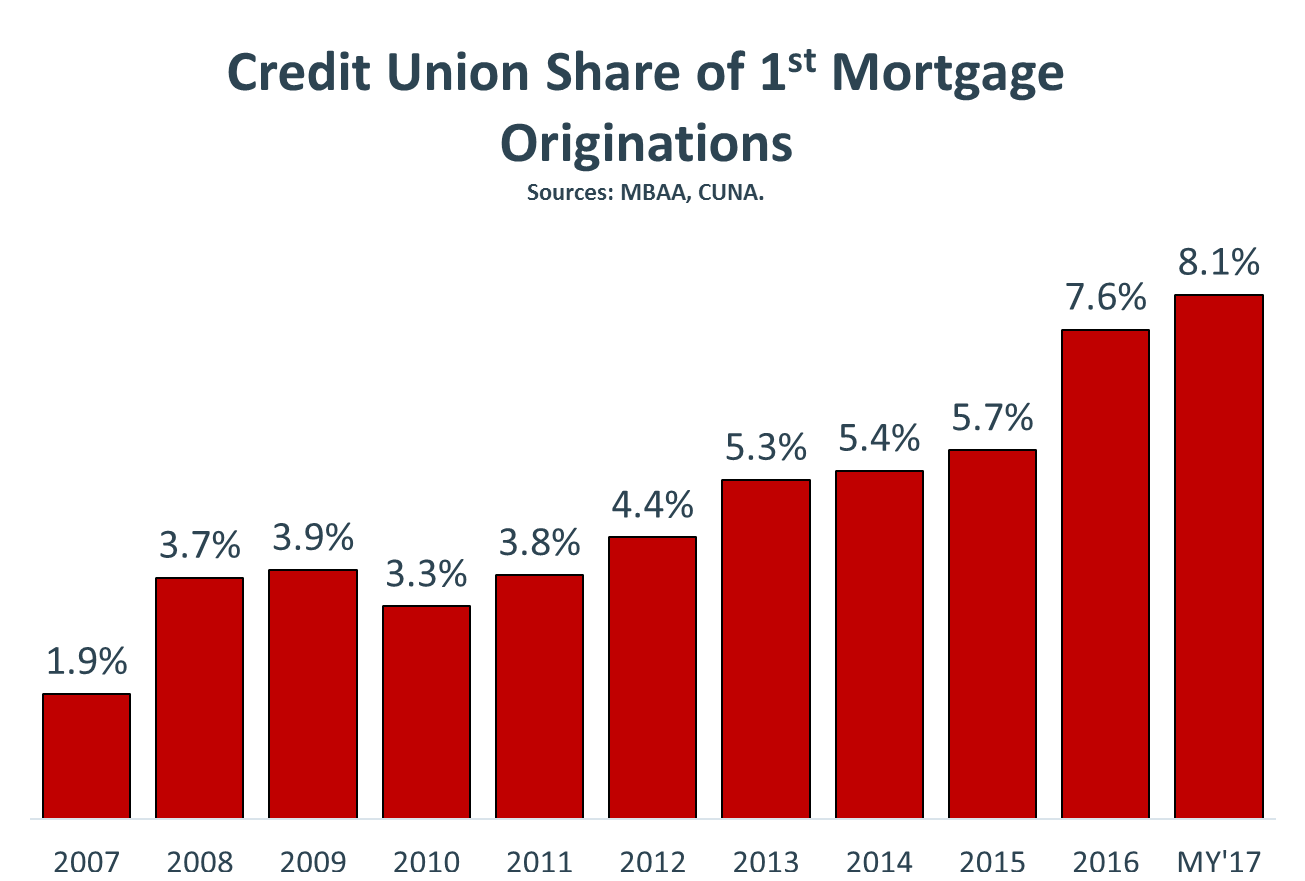 Credit Union Share of 1st Mortgage
Originations
Sources: MBAA, CUNA.
8.1%
7.6%
5.7%
5.4%
5.3%
4.4%
3.9%
3.7%
3.8%
3.3%
1.9%
2007 2008 2009 2010 2011 2012 2013 2014 2015 2016 MY'17